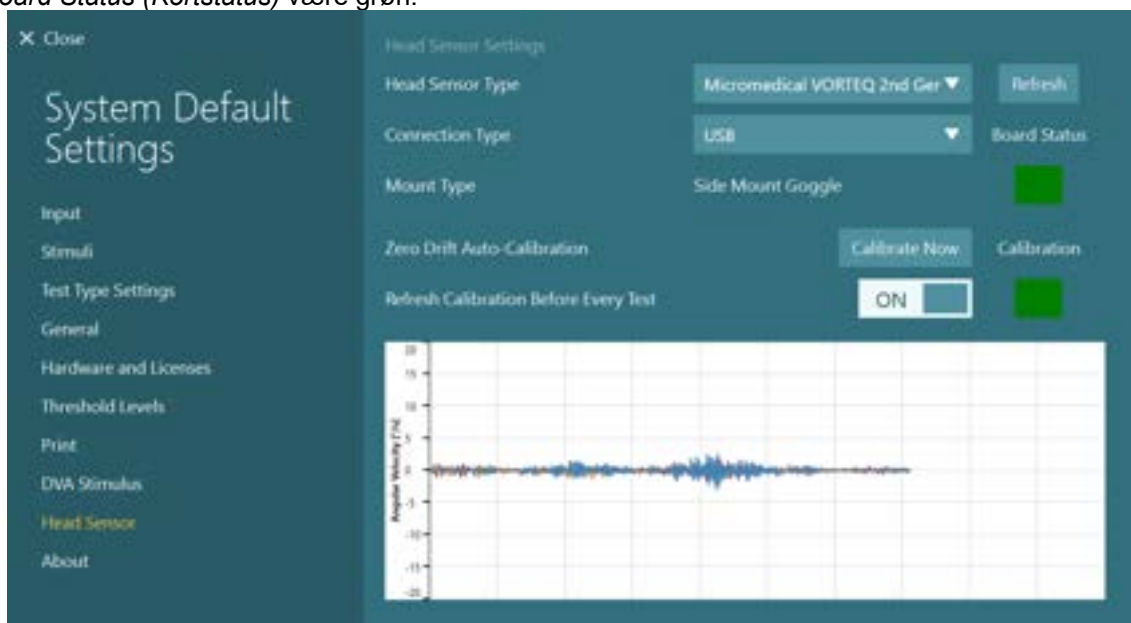 Board Status (Kortstatus) være grøn.
X Close
System Default
Settings
Input
Stimuli
Test Type Settings
General
Hardware and Licenses
Threshold Levels
Print
DVA Stimulus
Head Sensor
About
Head Sensor Settings
Head Sensor Type
Micromedical VORTEQ 2nd Ger
Refresh
Connection Type
USB
Board Status
Mount Type
Side Mount Goggle
Zero Drift Auto-Calibration
Calibrate Now
Calibration
Refresh Calibration Before Every Test
ON
Angular Velocity [°/s]
20
15
10
5
0
-5
-10
-15
-20